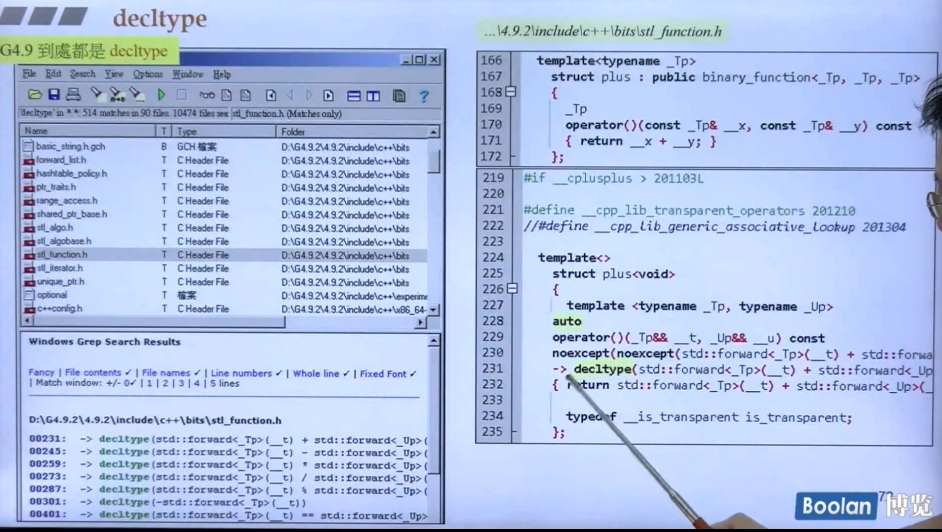 decltype
G4.9 到處都是 decltype
File Edit Search View Options Window Help
'decltype' in *.*: 514 matches in 90 files. 10474 files sea
stl_function.h (Matches only)
Name T Type Folder
basic_string.h.gch B GCH 檔案 D:\G4.9.2\4.9.2\include\c++\bits
forward_list.h T C Header File D:\G4.9.2\4.9.2\include\c++\bits
hashtable_policy.h T C Header File D:\G4.9.2\4.9.2\include\c++\bits
ptr_traits.h T C Header File D:\G4.9.2\4.9.2\include\c++\bits
range_access.h T C Header File D:\G4.9.2\4.9.2\include\c++\bits
shared_ptr_base.h T C Header File D:\G4.9.2\4.9.2\include\c++\bits
stl_algo.h T C Header File D:\G4.9.2\4.9.2\include\c++\bits
stl_algobase.h T C Header File D:\G4.9.2\4.9.2\include\c++\bits
stl_function.h T C Header File D:\G4.9.2\4.9.2\include\c++\bits
stl_iterator.h T C Header File D:\G4.9.2\4.9.2\include\c++\bits
unique_ptr.h T C Header File D:\G4.9.2\4.9.2\include\c++\bits
optional T 檔案 D:\G4.9.2\4.9.2\include\c++\experime
c++config.h T C Header File D:\G4.9.2\4.9.2\include\c++\x86_64-
Windows Grep Search Results
Fancy | File contents ✓ | File names ✓ | Line numbers ✓ | Whole line ✓ | Fixed Font ✓
| Match window: +/- 0✓ | 1 | 2 | 3 | 4 | 5 lines
D:\G4.9.2\4.9.2\include\c++\bits\stl_function.h
00231: -> decltype(std::forward<_Tp>(__t) + std::forward<_Up>(
00245: -> decltype(std::forward<_Tp>(__t) - std::forward<_Up>(
00259: -> decltype(std::forward<_Tp>(__t) * std::forward<_Up>(
00273: -> decltype(std::forward<_Tp>(__t) / std::forward<_Up>(
00287: -> decltype(std::forward<_Tp>(__t) % std::forward<_Up>(
00301: -> decltype(-std::forward<_Tp>(__t))
00401: -> decltype(std::forward<_Tp>(__t) == std::forward<_Up>(
...\4.9.2\include\c++\bits\stl_function.h
166 template<typename _Tp>
167 struct plus : public binary_function<_Tp, _Tp, _Tp>
168 {
169 _Tp
170 operator()(const _Tp& __x, const _Tp& __y) const
171 { return __x + __y; }
172 };
219 #if __cplusplus > 201103L
220
221 #define __cpp_lib_transparent_operators 201210
222 //#define __cpp_lib_generic_associative_lookup 201304
223
224 template<>
225 struct plus<void>
226 {
227 template <typename _Tp, typename _Up>
228 auto
229 operator()(_Tp&& __t, _Up&& __u) const
230 noexcept(noexcept(std::forward<_Tp>(__t) + std::forwa
231 -> decltype(std::forward<_Tp>(__t) + std::forward<_Up
232 { return std::forward<_Tp>(__t) + std::forward<_Up>(_
233
234 typedef __is_transparent is_transparent;
235 };
71
Boolan 博览